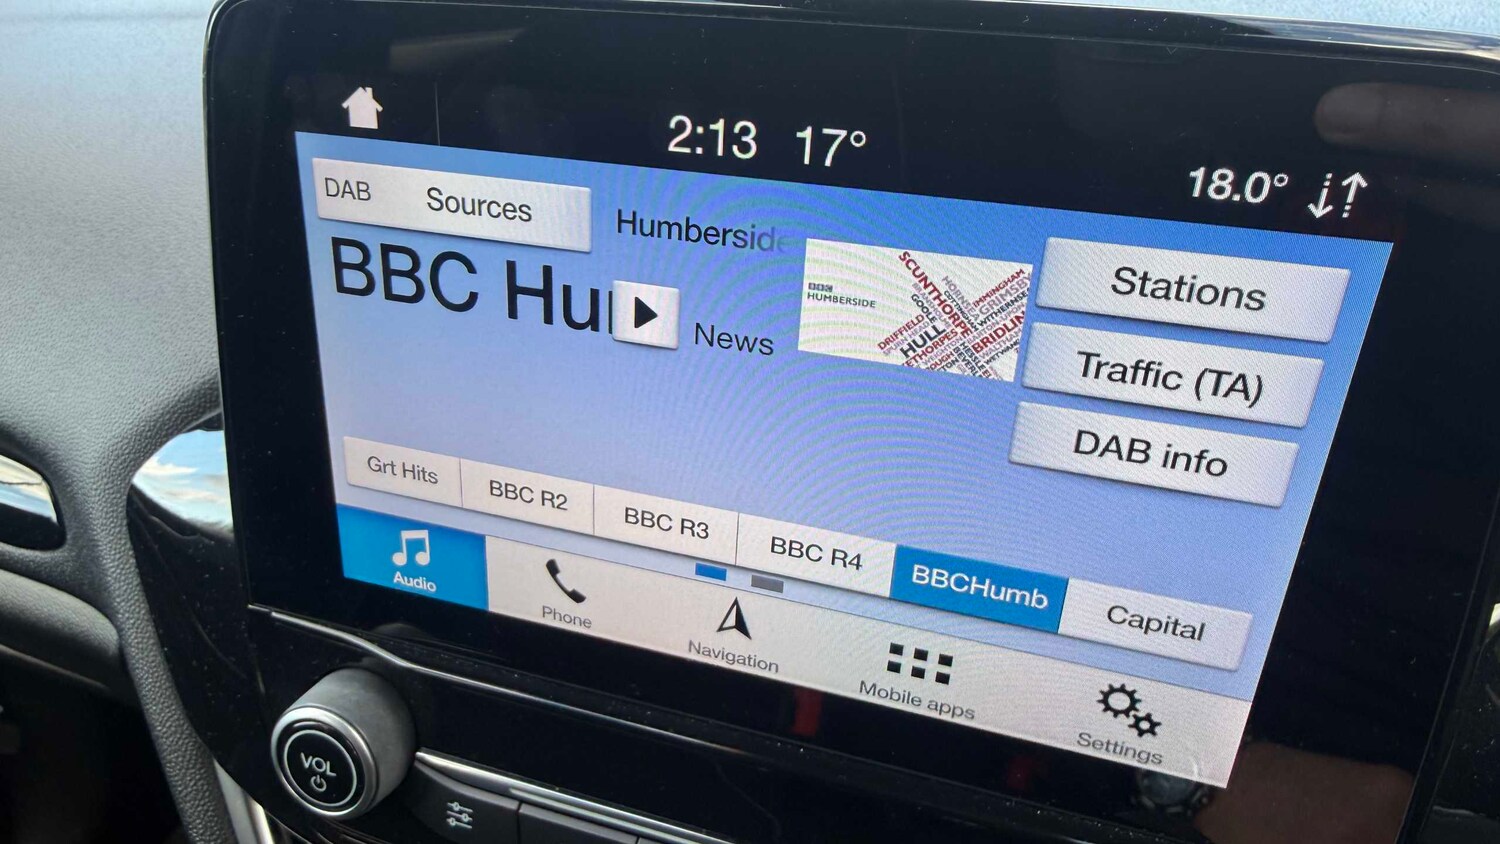 2:13 17°
18.0°
DAB Sources
Humberside
BBC Hu
News
BBC
HUMBERSIDE
SCUNTHORPE
IMMINGHAM
GRIMSBY
GOOLE
DRIFFIELD
HULL
BRIDLIN
Stations
Traffic (TA)
DAB info
Grt Hits
BBC R2
BBC R3
BBC R4
BBCHumb
Capital
Audio
Phone
Navigation
Mobile apps
Settings
VOL